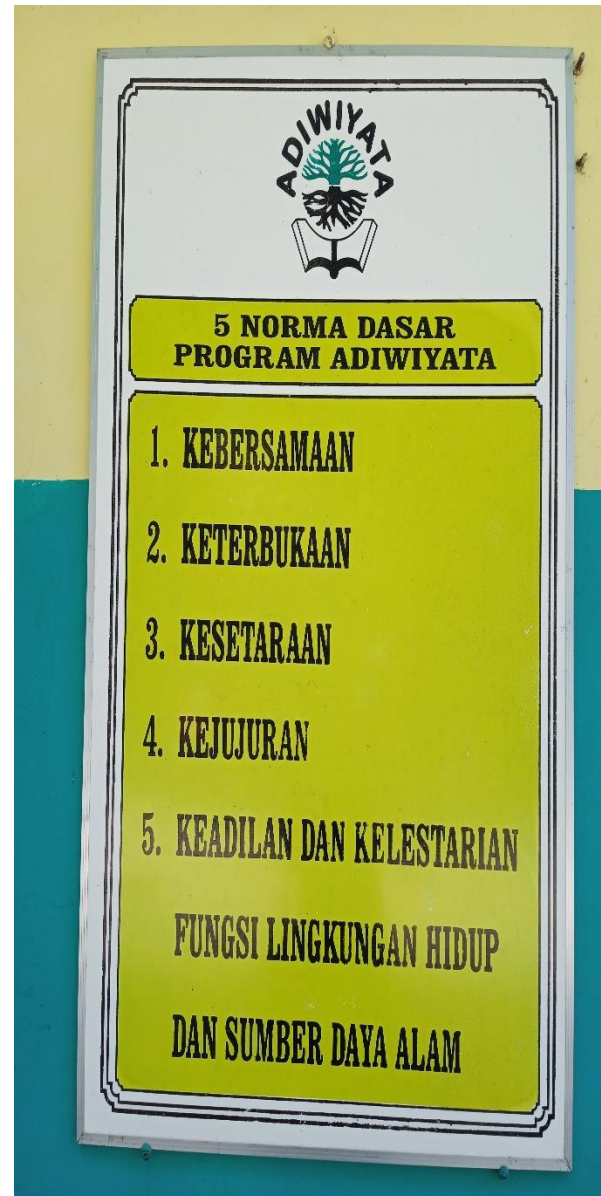 ADIWIYATA
5 NORMA DASAR
PROGRAM ADIWIYATA
1. KEBERSAMAAN
2. KETERBUKAAN
3. KESETARAAN
4. KEJUJURAN
5. KEADILAN DAN KELESTARIAN
FUNGSI LINGKUNGAN HIDUP
DAN SUMBER DAYA ALAM